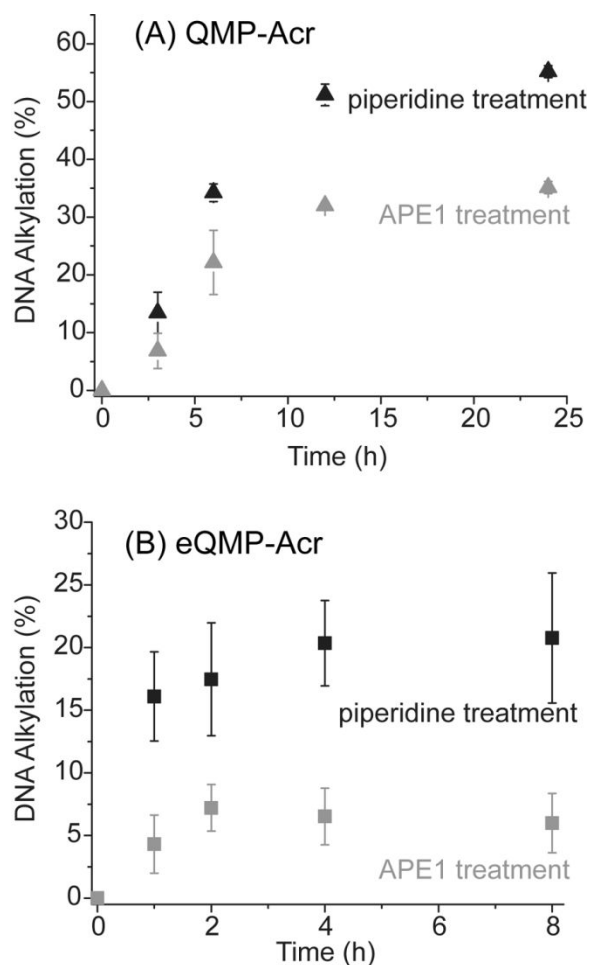 (A) QMP-Acr
60
50
40
30
20
10
0
DNA Alkylation (%)
piperidine treatment
APE1 treatment
0 5 10 15 20 25
Time (h)
(B) eQMP-Acr
30
25
20
15
10
5
0
DNA Alkylation (%)
piperidine treatment
APE1 treatment
0 2 4 6 8
Time (h)